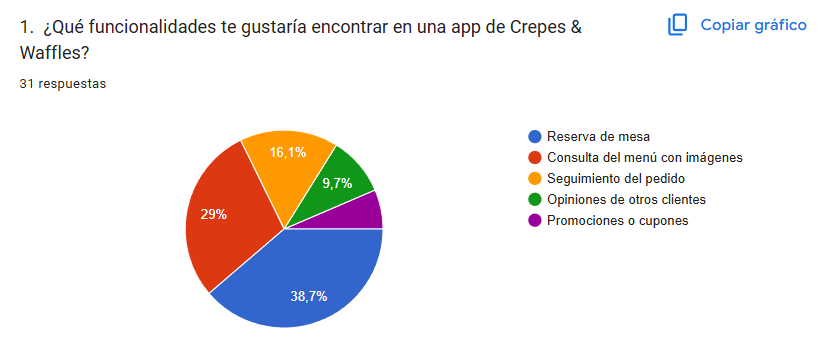 1. ¿Qué funcionalidades te gustaría encontrar en una app de Crepes &
Waffles?
Copiar gráfico
31 respuestas
16,1%
9,7%
29%
38,7%
Reserva de mesa
Consulta del menú con imágenes
Seguimiento del pedido
Opiniones de otros clientes
Promociones o cupones